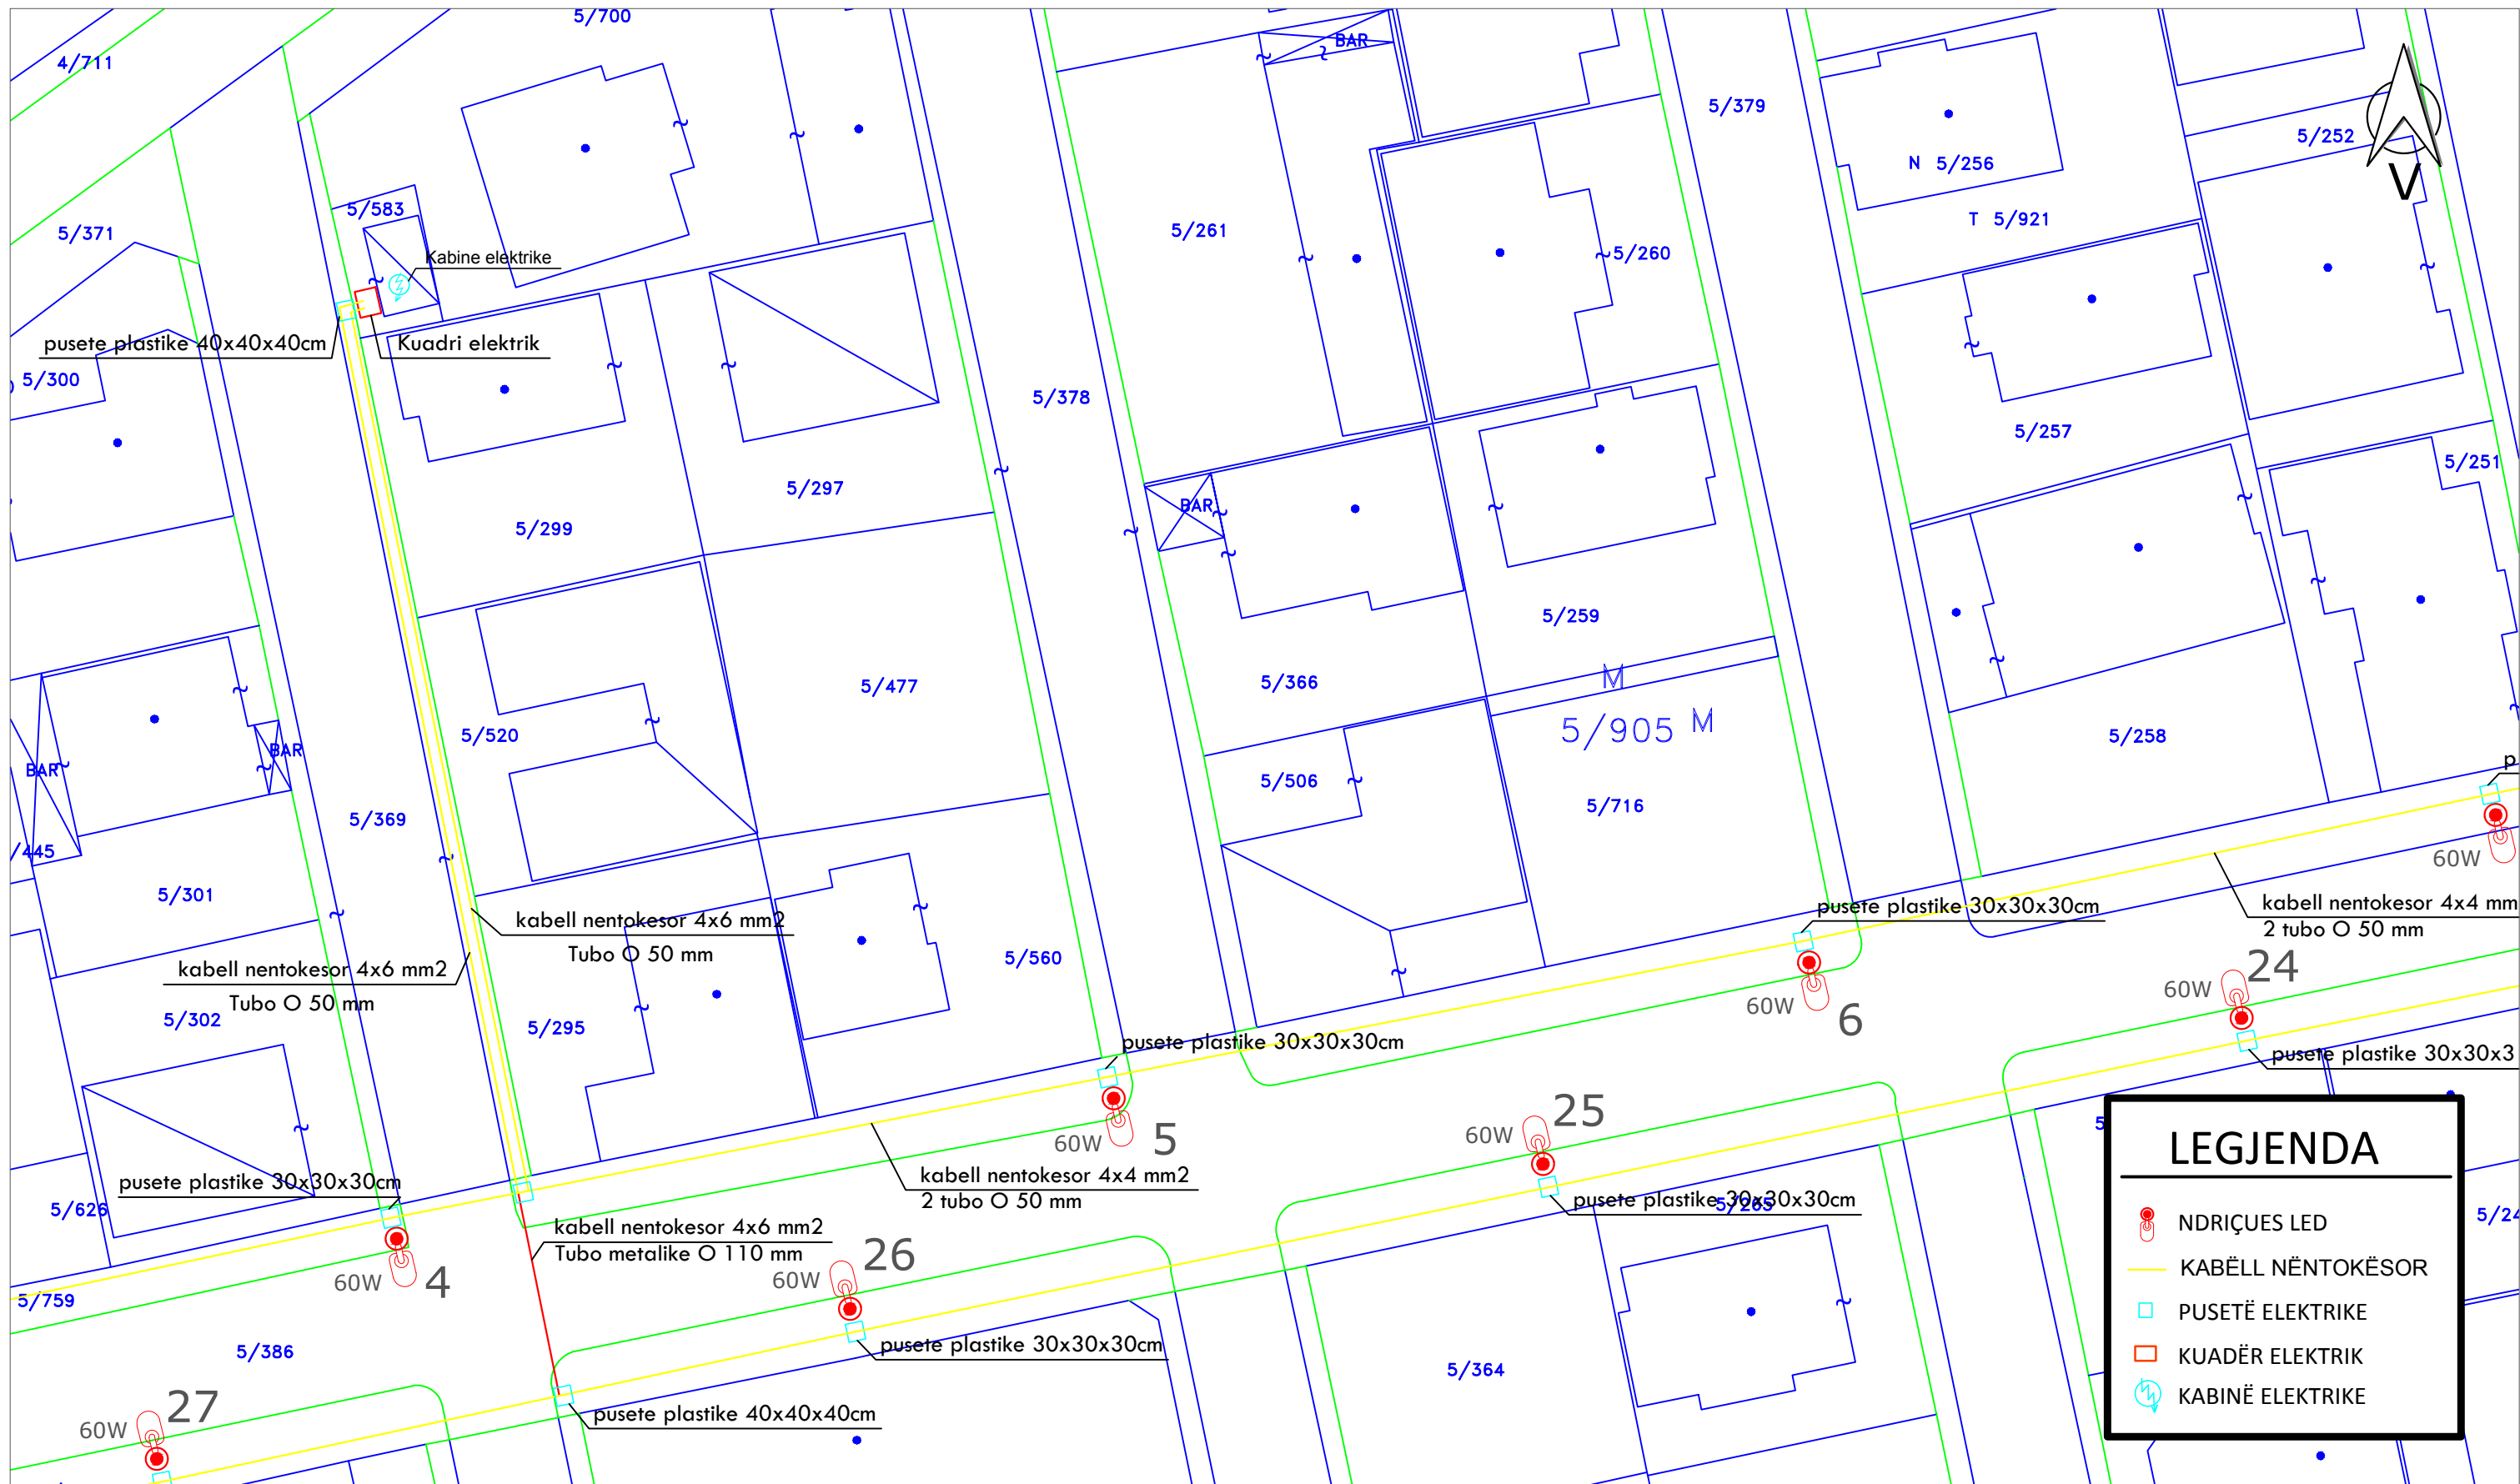 5/700
4/711
BAR
5/379
5/252
N 5/256
V
5/583
T 5/921
5/371
5/261
5/260
Kabine elektrike
pusete plastike 40x40x40cm
Kuadri elektrik
5/300
5/378
5/257
5/251
5/297
BAR
5/299
5/259
5/366
M
5/477
5/905 M
5/520
5/258
BAR
BAR
5/506
5/716
5/369
/445
60W
5/301
kabell nentokesor 4x6 mm2
Tubo O 50 mm
pusete plastike 30x30x30cm
kabell nentokesor 4x4 mm
2 tubo O 50 mm
kabell nentokesor 4x6 mm2
Tubo O 50 mm
5/560
24
60W
60W
6
5/302
5/295
pusete plastike 30x30x30cm
pusete plastike 30x30x3
25
60W
60W
5
LEGJENDA
NDRIÇUES LED
KABËLL NËNTOKËSOR
PUSETË ELEKTRIKE
KUADËR ELEKTRIK
KABINË ELEKTRIKE
kabell nentokesor 4x4 mm2
2 tubo O 50 mm
pusete plastike 30x30x30cm
5/626
pusete plastike 30x30x30cm
5/265
5/24
kabell nentokesor 4x6 mm2
Tubo metalike O 110 mm
26
60W
60W
4
5/759
5/386
pusete plastike 30x30x30cm
5/364
27
60W
pusete plastike 40x40x40cm